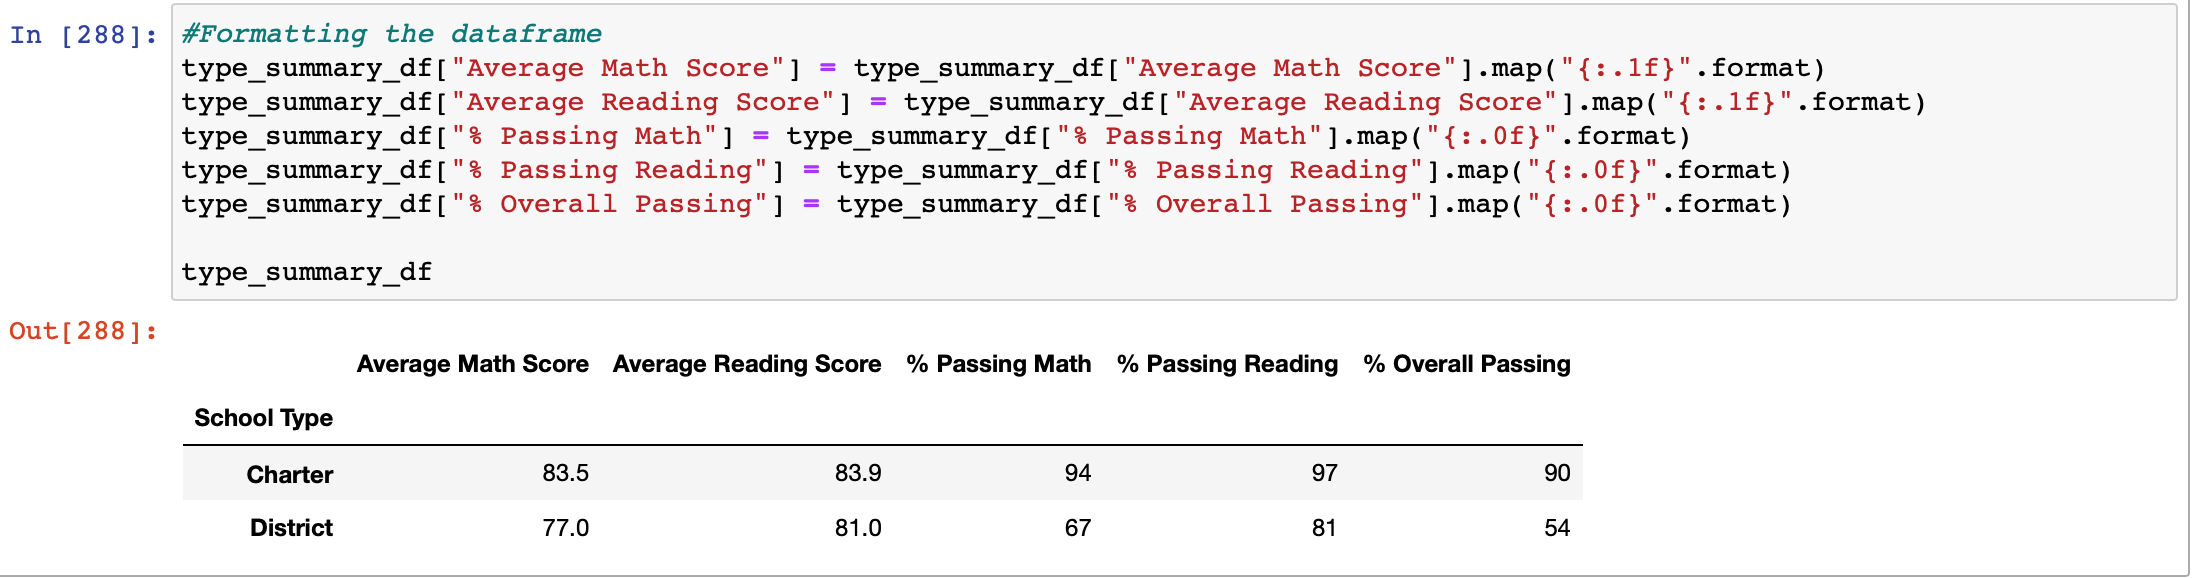 In [288]: #Formatting the dataframe
type_summary_df["Average Math Score"] = type_summary_df["Average Math Score"].map("{:.1f}".format)
type_summary_df["Average Reading Score"] = type_summary_df["Average Reading Score"].map("{:.1f}".format)
type_summary_df["% Passing Math"] = type_summary_df["% Passing Math"].map("{:.0f}".format)
type_summary_df["% Passing Reading"] = type_summary_df["% Passing Reading"].map("{:.0f}".format)
type_summary_df["% Overall Passing"] = type_summary_df["% Overall Passing"].map("{:.0f}".format)
type_summary_df
Out[288]:
Average Math Score Average Reading Score % Passing Math % Passing Reading % Overall Passing
School Type
Charter 83.5 83.9 94 97 90
District 77.0 81.0 67 81 54